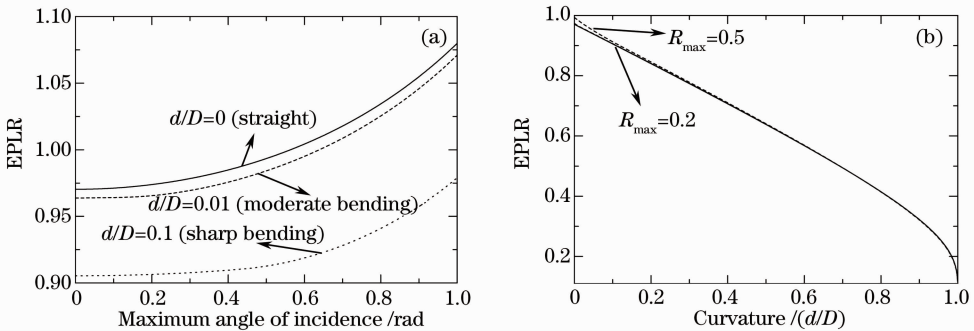 (a)
1.10
1.05
1.00
0.95
0.90
EPLR
d/D=0 (straight)
d/D=0.01 (moderate bending)
d/D=0.1 (sharp bending)
0 0.2 0.4 0.6 0.8 1.0
Maximum angle of incidence /rad
(b)
1.0
0.8
0.6
0.4
0.2
EPLR
Rmax=0.5
Rmax=0.2
0 0.2 0.4 0.6 0.8 1.0
Curvature /(d/D)